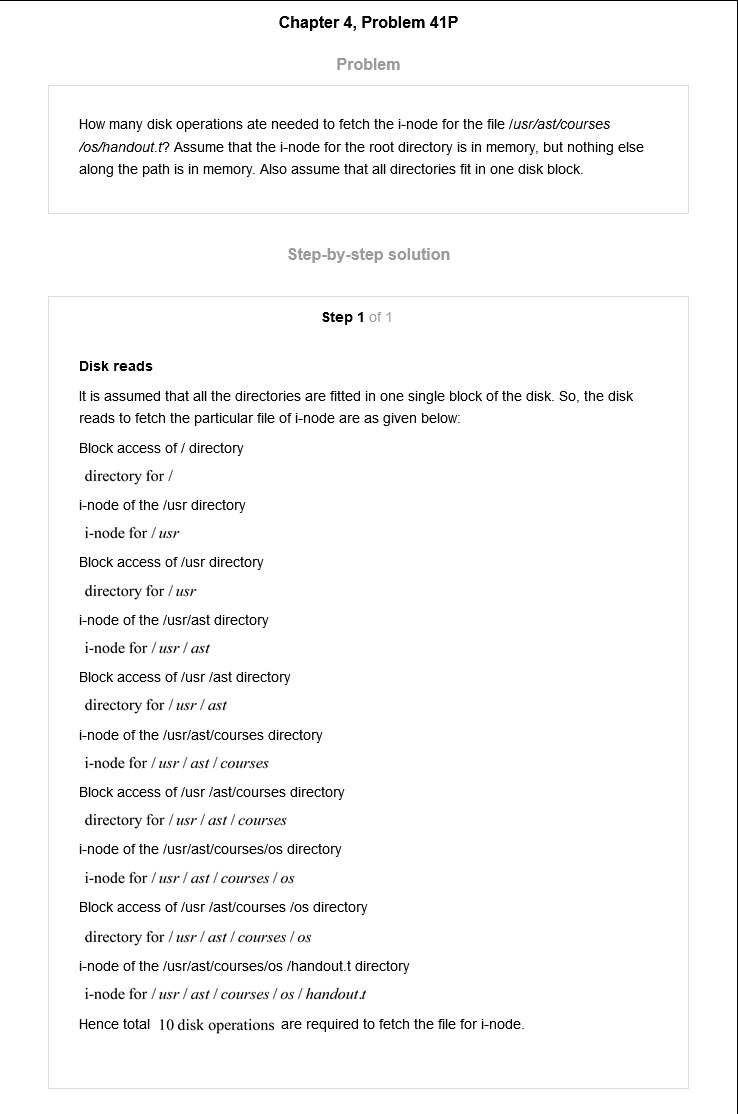 Chapter 4, Problem 41P
Problem
How many disk operations ate needed to fetch the i-node for the file /usr/ast/courses
/os/handout.t? Assume that the i-node for the root directory is in memory, but nothing else
along the path is in memory. Also assume that all directories fit in one disk block.
Step-by-step solution
Step 1 of 1
Disk reads
It is assumed that all the directories are fitted in one single block of the disk. So, the disk
reads to fetch the particular file of i-node are as given below:
Block access of / directory
directory for /
i-node of the /usr directory
i-node for / usr
Block access of /usr directory
directory for / usr
i-node of the /usr/ast directory
i-node for / usr / ast
Block access of /usr /ast directory
directory for / usr / ast
i-node of the /usr/ast/courses directory
i-node for / usr / ast / courses
Block access of /usr /ast/courses directory
directory for / usr / ast / courses
i-node of the /usr/ast/courses/os directory
i-node for / usr / ast / courses / os
Block access of /usr /ast/courses /os directory
directory for / usr / ast / courses / os
i-node of the /usr/ast/courses/os /handout.t directory
i-node for / usr / ast / courses / os / handout.t
Hence total 10 disk operations are required to fetch the file for i-node.